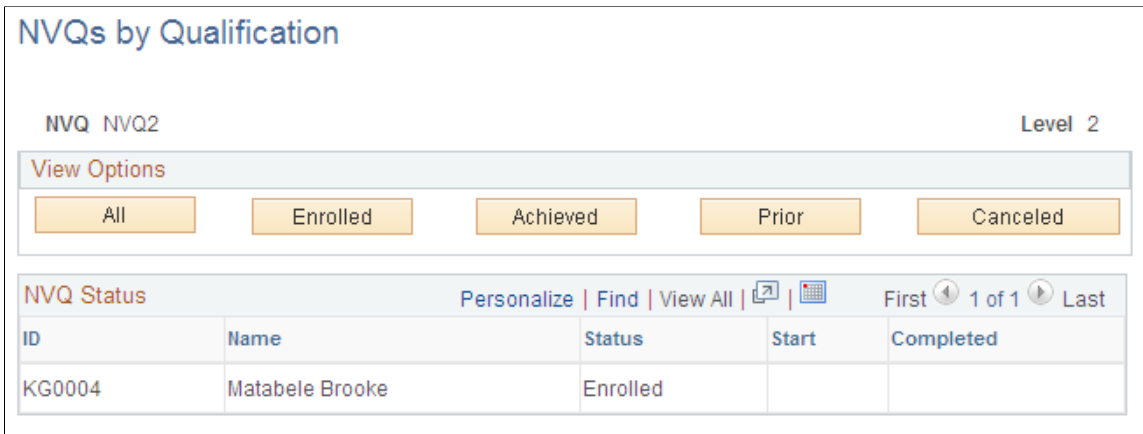 NVQs by Qualification
NVQ NVQ2 Level 2
View Options
All Enrolled Achieved Prior Canceled
NVQ Status Personalize | Find | View All | | First 1 of 1 Last
ID Name Status Start Completed
KG0004 Matabele Brooke Enrolled